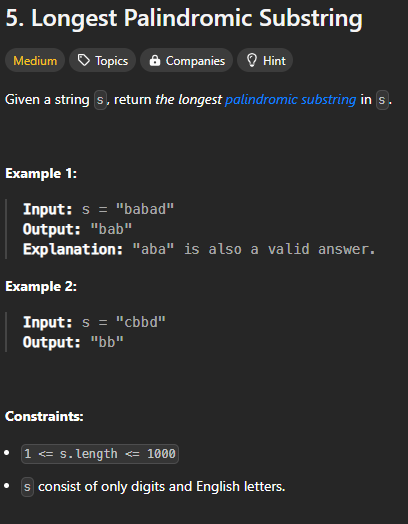 5. Longest Palindromic Substring
Medium Topics Companies Hint
Given a string s, return the longest palindromic substring in s.
Example 1:
Input: s = "babad"
Output: "bab"
Explanation: "aba" is also a valid answer.
Example 2:
Input: s = "cbbd"
Output: "bb"
Constraints:
• 1 <= s.length <= 1000
• s consist of only digits and English letters.